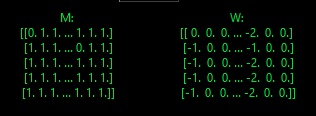 M: W:
[[0. 1. 1. ... 1. 1. 1.] [[ 0. 0. 0. ... -2. 0. 0.]
[1. 1. 1. ... 0. 1. 1.] [-1. 0. 0. ... -1. 0. 0.]
[1. 1. 1. ... 1. 1. 1.] [-1. 0. 0. ... -2. 0. 0.]
[1. 1. 1. ... 1. 1. 1.] [-1. 0. 0. ... -2. 0. 0.]
[1. 1. 1. ... 1. 1. 1.]] [-1. 0. 0. ... -2. 0. 0.]]